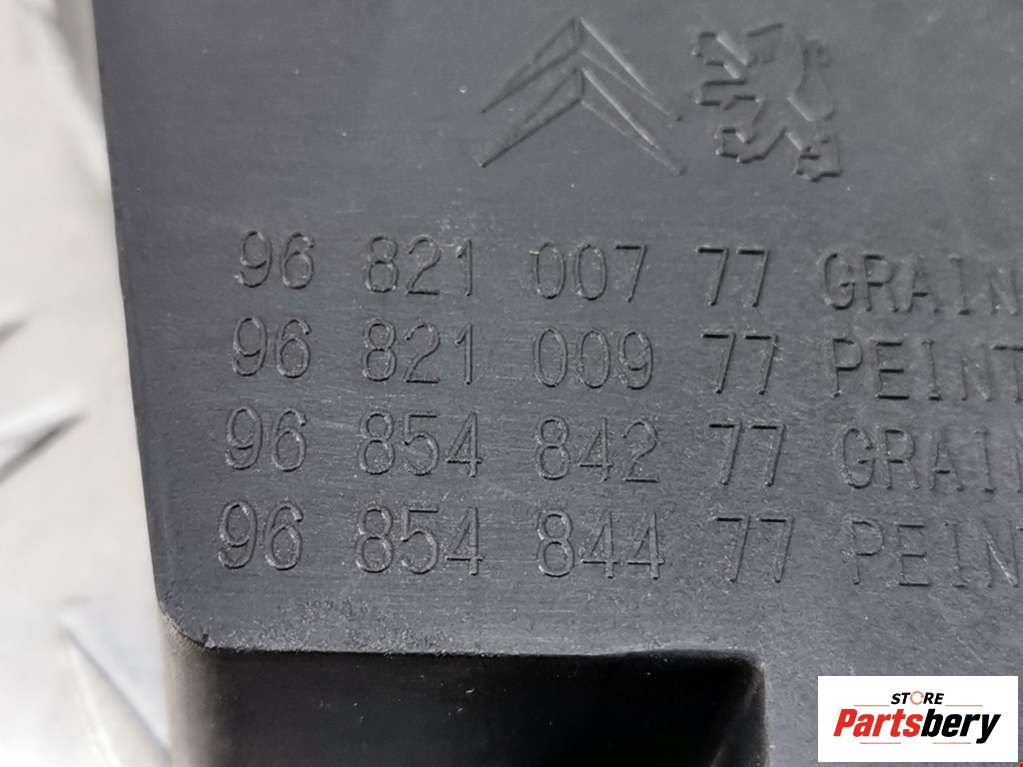 96 821 007 77 GRAIN
96 821 009 77 PEINT
96 854 842 77 GRAIN
96 854 844 77 PEINT
STORE
Partsbery